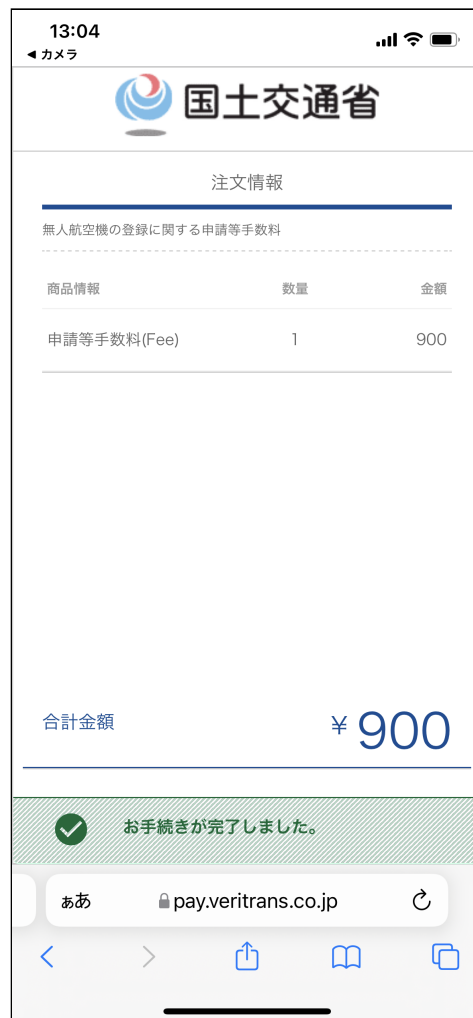 13:04
◀ カメラ
国土交通省
注文情報
無人航空機の登録に関する申請等手数料
商品情報 数量 金額
申請等手数料(Fee) 1 900
合計金額 ¥ 900
お手続きが完了しました。
ぁあ pay.veritrans.co.jp